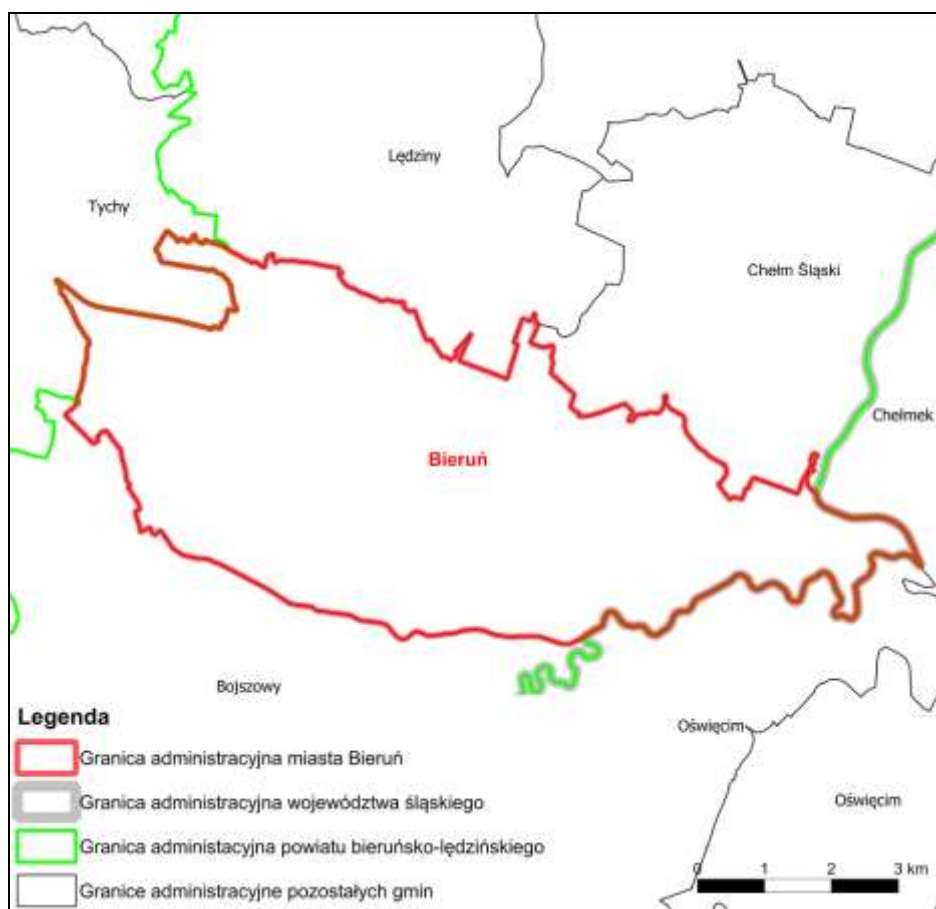 Lędziny
Tychy
Chełm Śląski
Chełmek
Bieruń
Bojszowy
Oświęcim
Oświęcim
Legenda
Granica administracyjna miasta Bieruń
Granica administracyjna województwa śląskiego
Granica administacyjna powiatu bieruńsko-lędzińskiego
Granice administracyjne pozostałych gmin
0 1 2 3 km